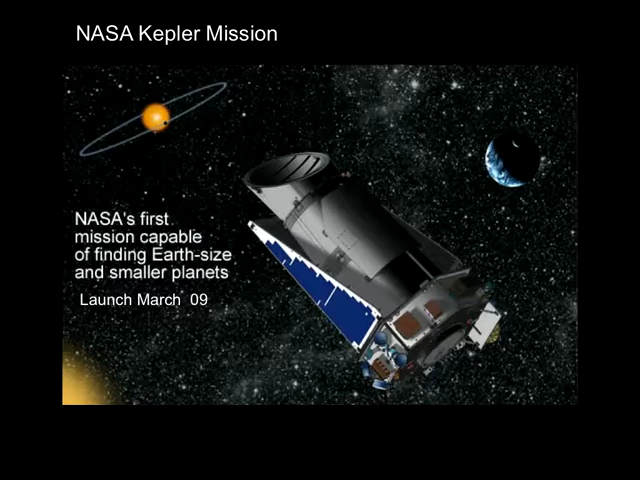 NASA Kepler Mission
NASA's first
mission capable
of finding Earth-size
and smaller planets
Launch March 09